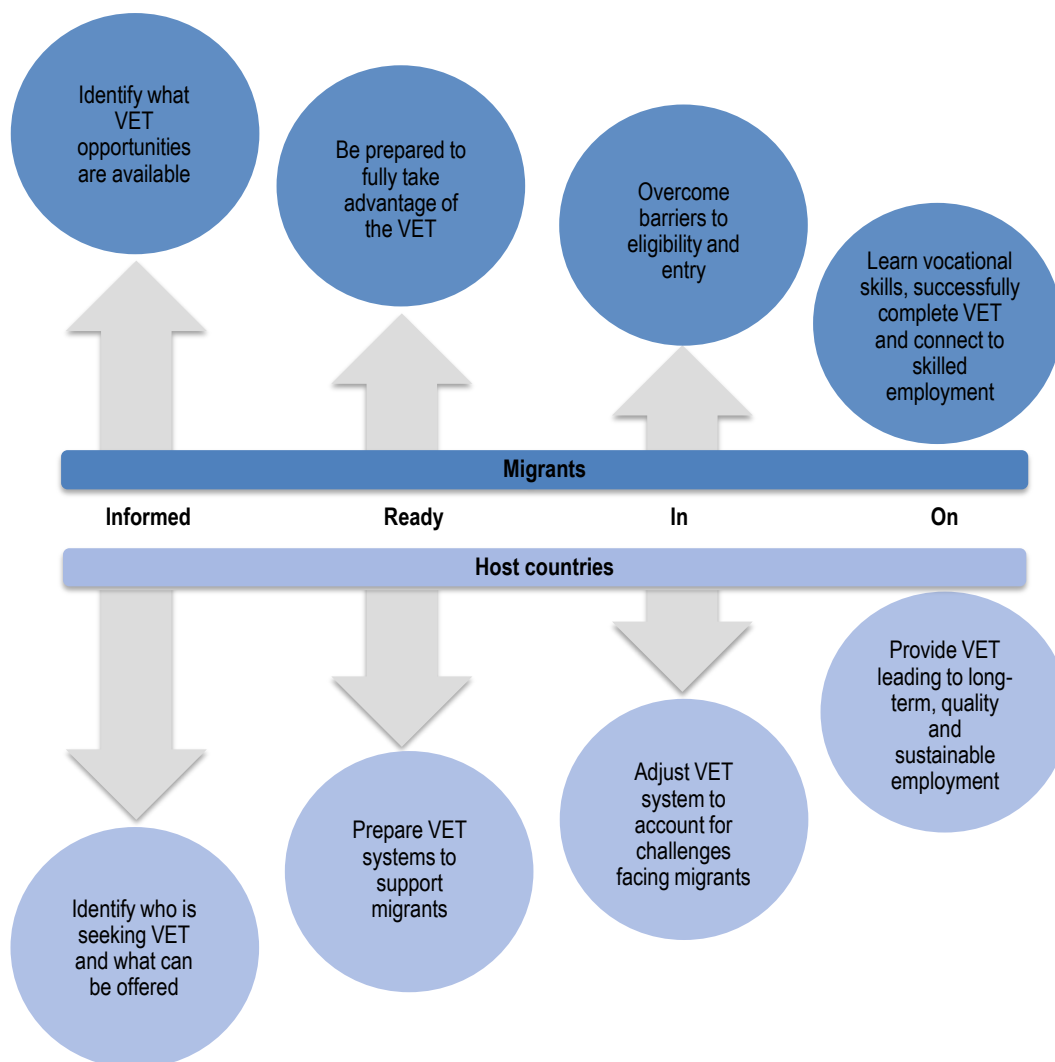 Identify what
VET
opportunities
are available
Be prepared to
fully take
advantage of
the VET
Overcome
barriers to
eligibility and
entry
Learn vocational
skills, successfully
complete VET
and connect to
skilled
employment
Migrants
Informed
Ready
In
On
Host countries
Identify who is
seeking VET
and what can
be offered
Prepare VET
systems to
support
migrants
Adjust VET
system to
account for
challenges
facing migrants
Provide VET
leading to long-
term, quality
and
sustainable
employment